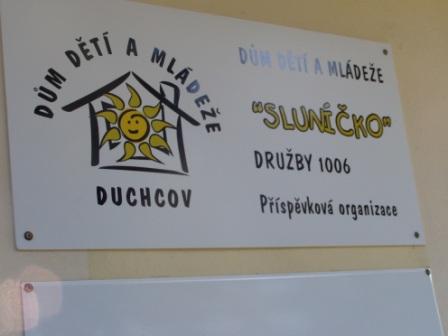 DŮM DĚTÍ A MLÁDEŽE
DUCHCOV
DŮM DĚTÍ A MLÁDEŽE
"SLUNÍČKO"
DRUŽBY 1006
Příspěvková organizace